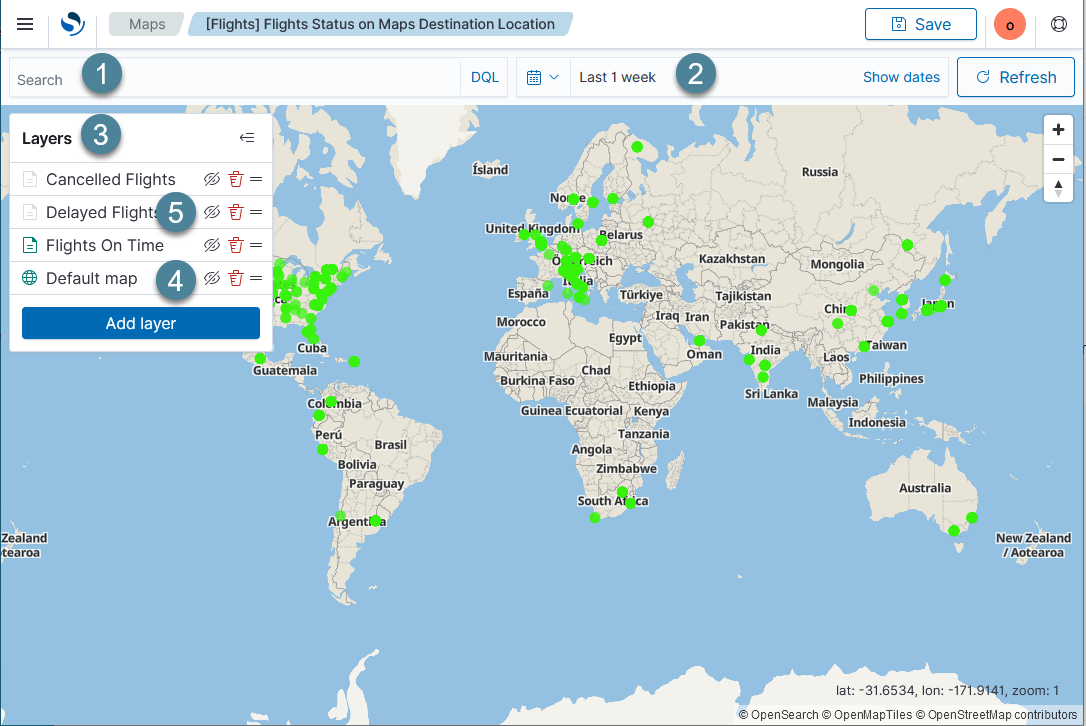 Maps [Flights] Flights Status on Maps Destination Location Save o
Search 1 DQL Last 1 week 2 Show dates Refresh
Layers 3
Cancelled Flights
Delayed Flights 5
Flights On Time
Default map 4
Add layer
+
−
Ísland
Russia
Norge
United Kingdom
Belarus
Österreich
Kazakhstan
Mongolia
Italia
España
Türkiye
Tajikistan
China
Japan
Iraq
Iran
Morocco
Pakistan
Egypt
Cuba
Oman
India
Laos
Taiwan
Mauritania
Guatemala
Chad
Burkina Faso
Ethiopia
Philippines
Sri Lanka
Malaysia
Colombia
Guinea Ecuatorial
Kenya
Indonesia
Perú
Tanzania
Brasil
Angola
Bolivia
Zimbabwe
Paraguay
Australia
South Africa
Argentina
Zealand
otearoa
New Zealand
/ Aotearoa
lat: -31.6534, lon: -171.9141, zoom: 1
© OpenSearch © OpenMapTiles © OpenStreetMap contributors